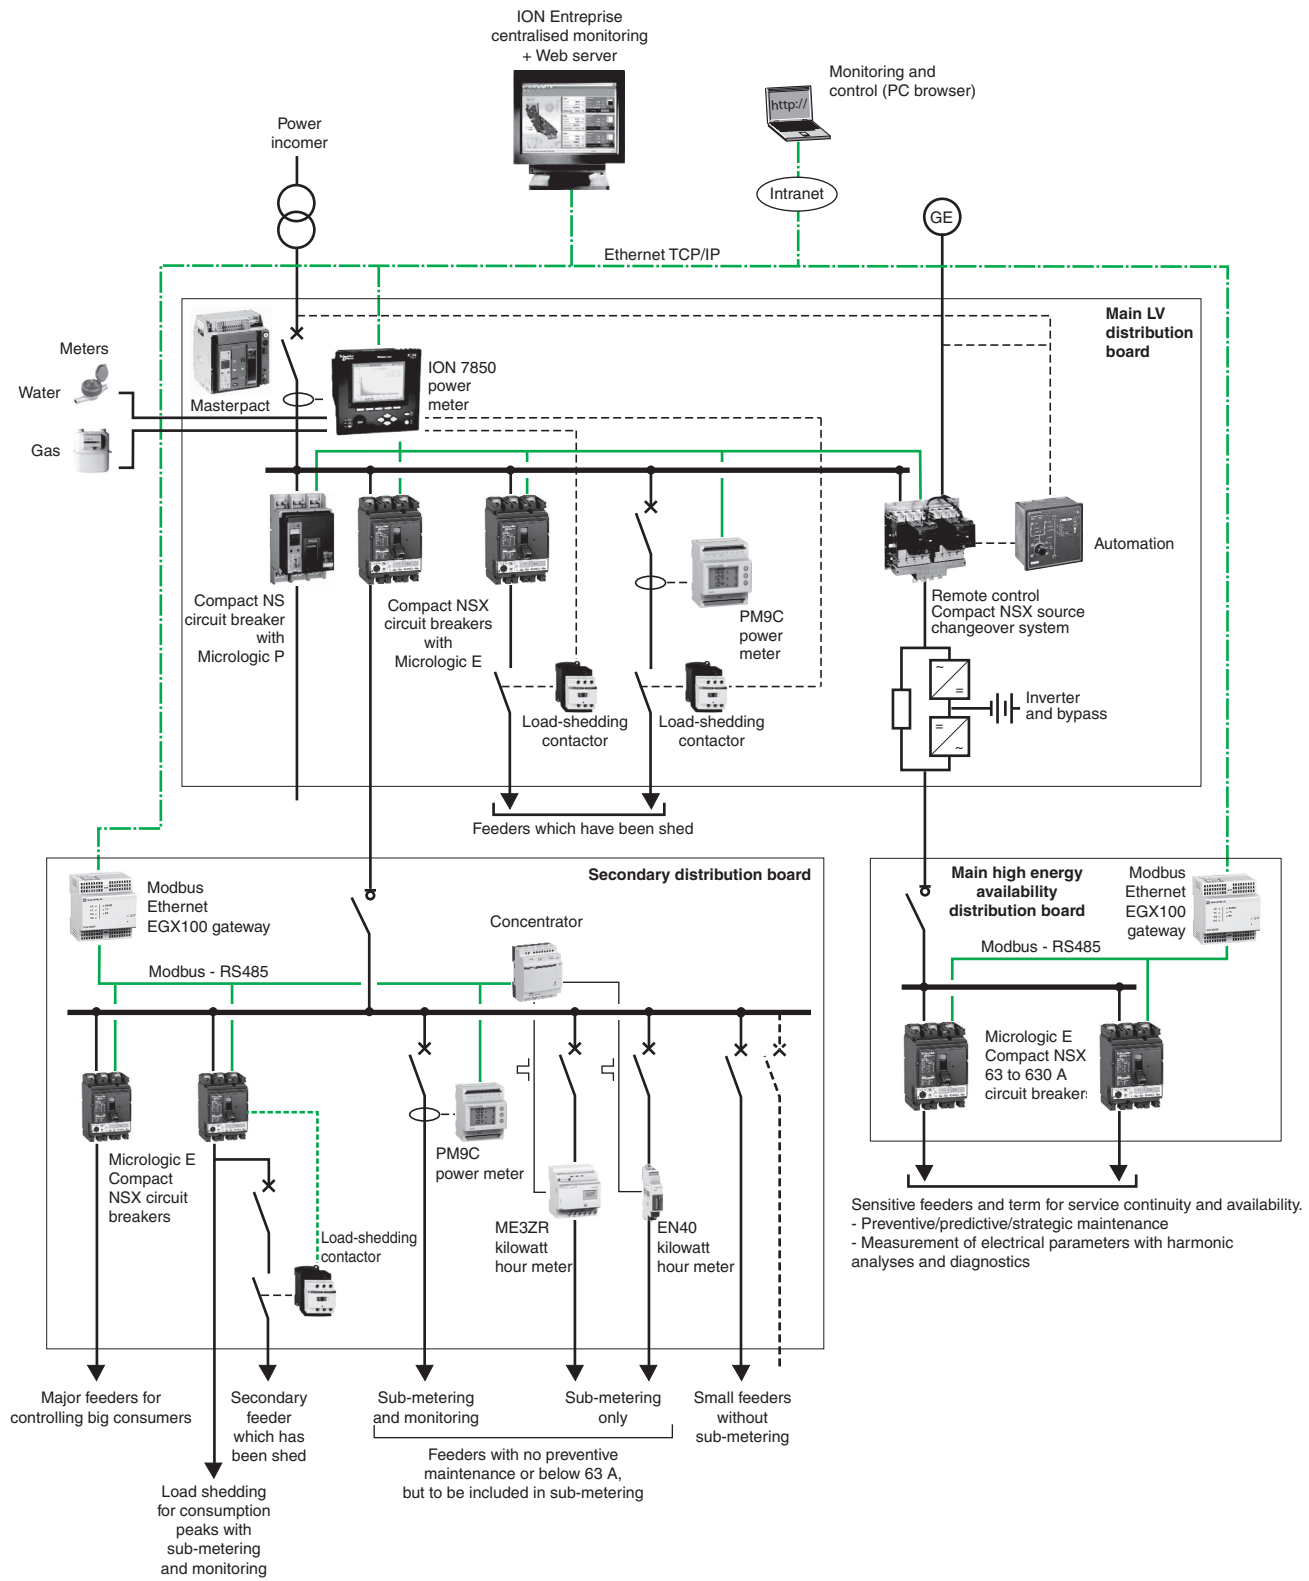 ION Entreprise
centralised monitoring
+ Web server
Monitoring and
control (PC browser)
http://
Power
incomer
Intranet
GE
Ethernet TCP/IP
Main LV
distribution
board
Meters
Water
Gas
Masterpact
ION 7850
power
meter
Compact NS
circuit breaker
with
Micrologic P
Compact NSX
circuit breakers
with
Micrologic E
PM9C
power
meter
Automation
Remote control
Compact NSX source
changeover system
Load-shedding
contactor
Load-shedding
contactor
~
=
=
~
Inverter
and bypass
Feeders which have been shed
Secondary distribution board
Modbus
Ethernet
EGX100 gateway
Concentrator
Modbus - RS485
Main high energy
availability
distribution board
Modbus
Ethernet
EGX100
gateway
Modbus - RS485
Micrologic E
Compact NSX
63 to 630 A
circuit breakers
Micrologic E
Compact
NSX circuit
breakers
PM9C
power meter
ME3ZR
kilowatt
hour meter
EN40
kilowatt
hour meter
Load-shedding
contactor
Sensitive feeders and term for service continuity and availability.
- Preventive/predictive/strategic maintenance
- Measurement of electrical parameters with harmonic
analyses and diagnostics
Major feeders for
controlling big consumers
Secondary
feeder
which has
been shed
Sub-metering
and monitoring
Sub-metering
only
Small feeders
without
sub-metering
Feeders with no preventive
maintenance or below 63 A,
but to be included in sub-metering
Load shedding
for consumption
peaks with
sub-metering
and monitoring